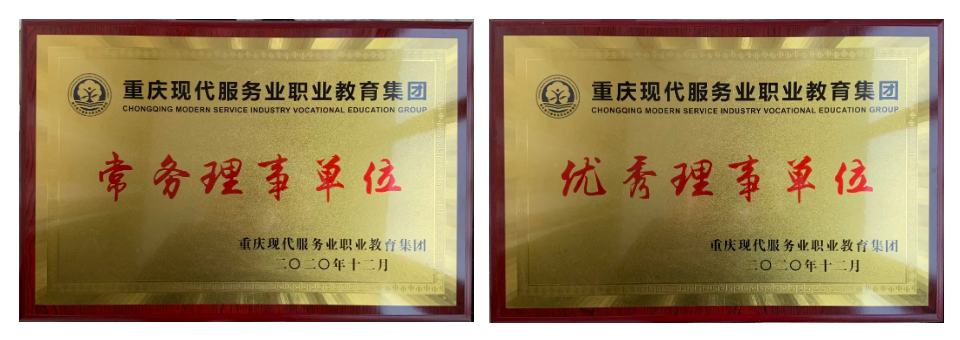 重庆现代服务业职业教育集团
CHONGQING MODERN SERVICE INDUSTRY VOCATIONAL EDUCATION GROUP
常务理事单位
重庆现代服务业职业教育集团
二〇二〇年十二月
重庆现代服务业职业教育集团
CHONGQING MODERN SERVICE INDUSTRY VOCATIONAL EDUCATION GROUP
优秀理事单位
重庆现代服务业职业教育集团
二〇二〇年十二月